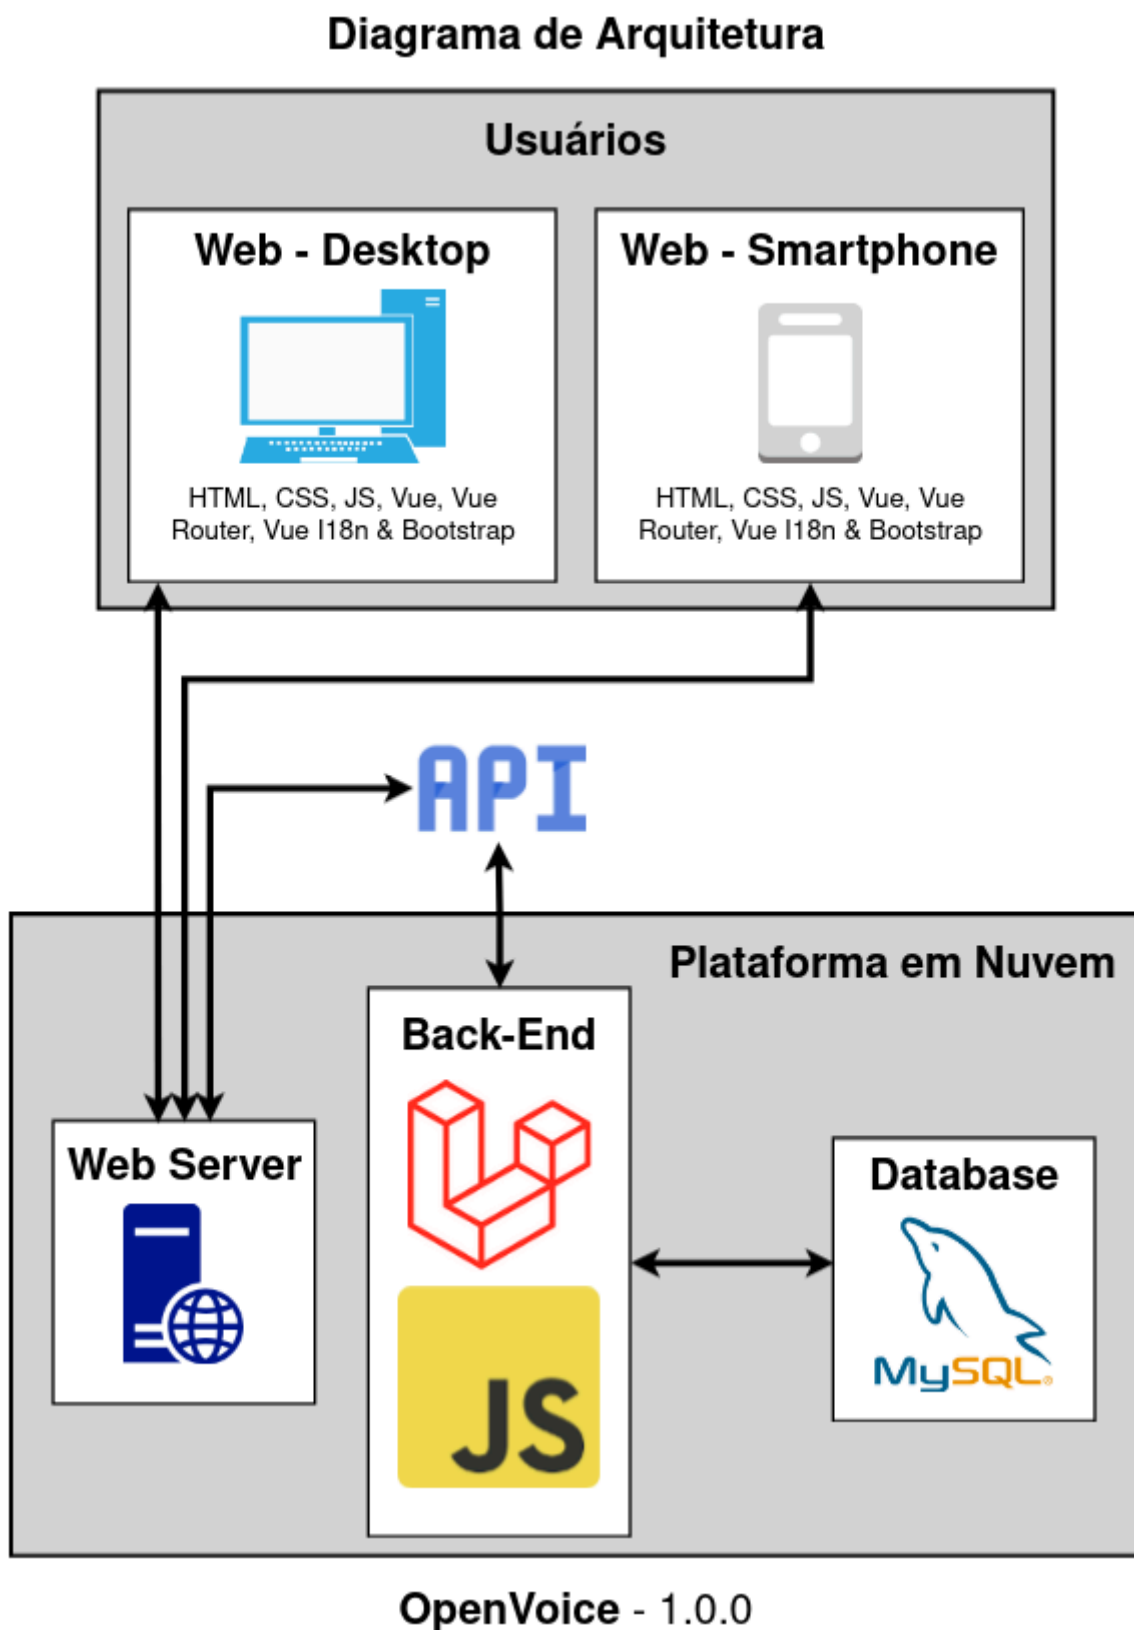 Diagrama de Arquitetura
Usuários
Web - Desktop
HTML, CSS, JS, Vue, Vue
Router, Vue I18n & Bootstrap
Web - Smartphone
HTML, CSS, JS, Vue, Vue
Router, Vue I18n & Bootstrap
API
Plataforma em Nuvem
Back-End
JS
Web Server
Database
MySQL®
OpenVoice - 1.0.0